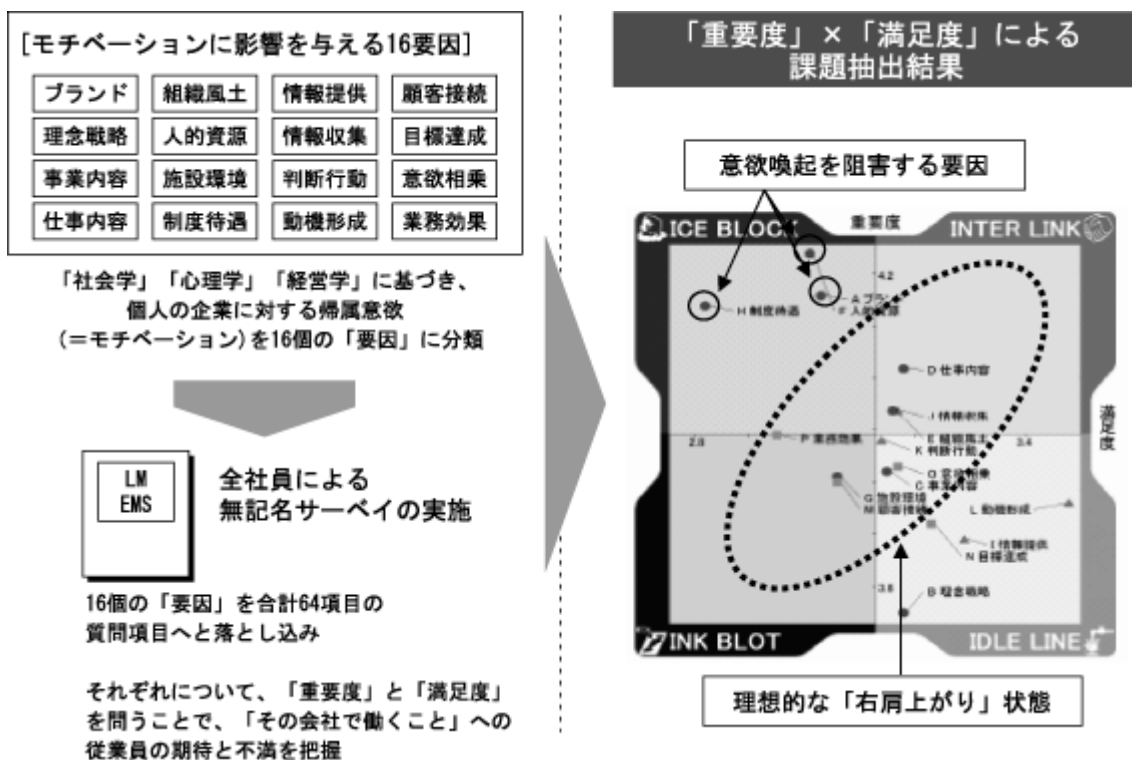 [モチベーションに影響を与える16要因]
ブランド 組織風土 情報提供 顧客接続
理念戦略 人的資源 情報収集 目標達成
事業内容 施設環境 判断行動 意欲相乗
仕事内容 制度待遇 動機形成 業務効果
「社会学」「心理学」「経営学」に基づき、
個人の企業に対する帰属意欲
(＝モチベーション)を16個の「要因」に分類
LM
EMS
全社員による
無記名サーベイの実施
16個の「要因」を合計64項目の
質問項目へと落とし込み
それぞれについて、「重要度」と「満足度」
を問うことで、「その会社で働くこと」への
従業員の期待と不満を把握
「重要度」×「満足度」による
課題抽出結果
意欲喚起を阻害する要因
ICE BLOCK
重要度
INTER LINK
4.2
A ブラン
F 人的資源
H 制度待遇
D 仕事内容
J 情報収集
E 組織風土
K 判断行動
P 業務効果
2.8
3.4
満足度
O 意欲相乗
C 事業内容
G 施設環境
M 顧客接続
L 動機形成
I 情報提供
N 目標達成
3.8
B 理念戦略
INK BLOT
IDLE LINE
理想的な「右肩上がり」状態